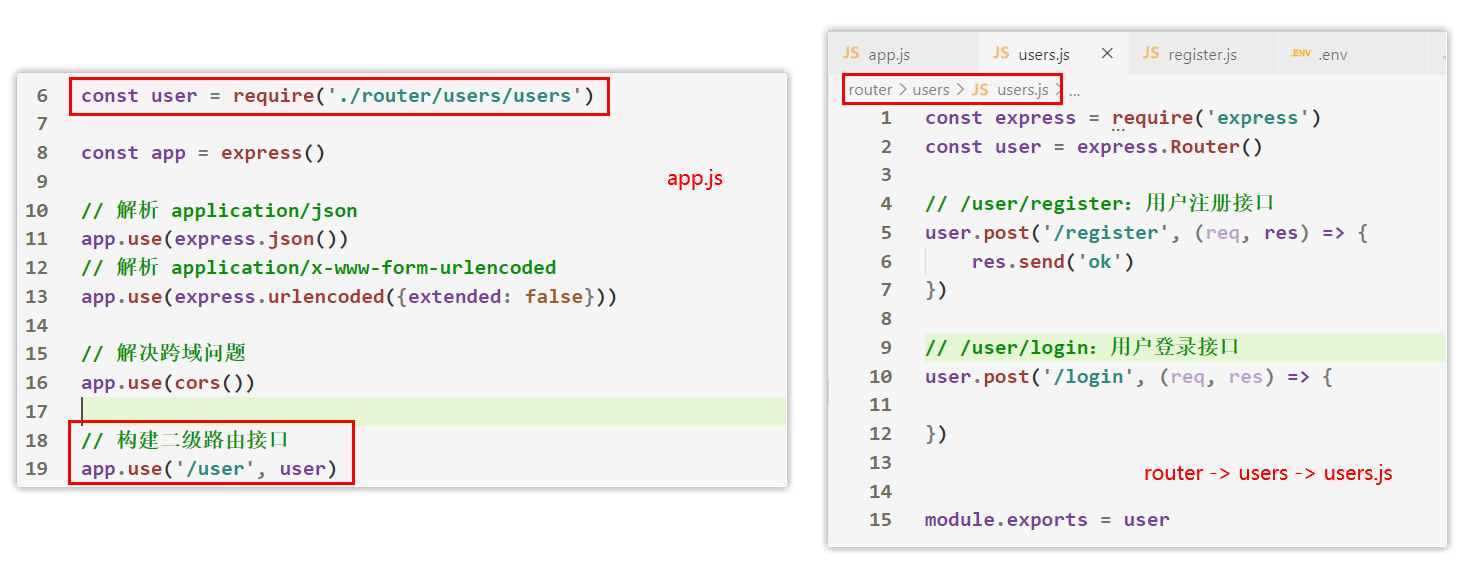 6 const user = require('./router/users/users')
7
8 const app = express()
9
10 // 解析 application/json
11 app.use(express.json())
12 // 解析 application/x-www-form-urlencoded
13 app.use(express.urlencoded({extended: false}))
14
15 // 解决跨域问题
16 app.use(cors())
17
18 // 构建二级路由接口
19 app.use('/user', user)
app.js
JS app.js JS users.js × JS register.js .ENV .env
router > users > JS users.js > ...
1 const express = require('express')
2 const user = express.Router()
3
4 // /user/register: 用户注册接口
5 user.post('/register', (req, res) => {
6     res.send('ok')
7 })
8
9 // /user/login: 用户登录接口
10 user.post('/login', (req, res) => {
11
12 })
13
14
15 module.exports = user
router -> users -> users.js